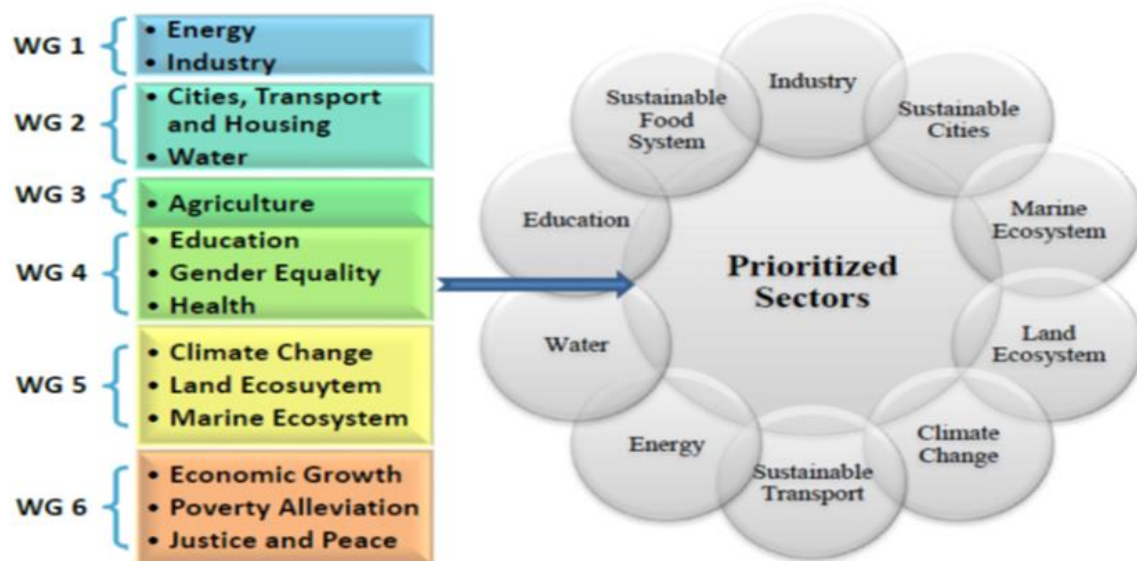 WG 1
• Energy
• Industry
WG 2
• Cities, Transport
and Housing
• Water
WG 3
• Agriculture
WG 4
• Education
• Gender Equality
• Health
WG 5
• Climate Change
• Land Ecosuytem
• Marine Ecosystem
WG 6
• Economic Growth
• Poverty Alleviation
• Justice and Peace
Prioritized
Sectors
Industry
Sustainable
Cities
Marine
Ecosystem
Land
Ecosystem
Climate
Change
Sustainable
Transport
Energy
Water
Education
Sustainable
Food
System